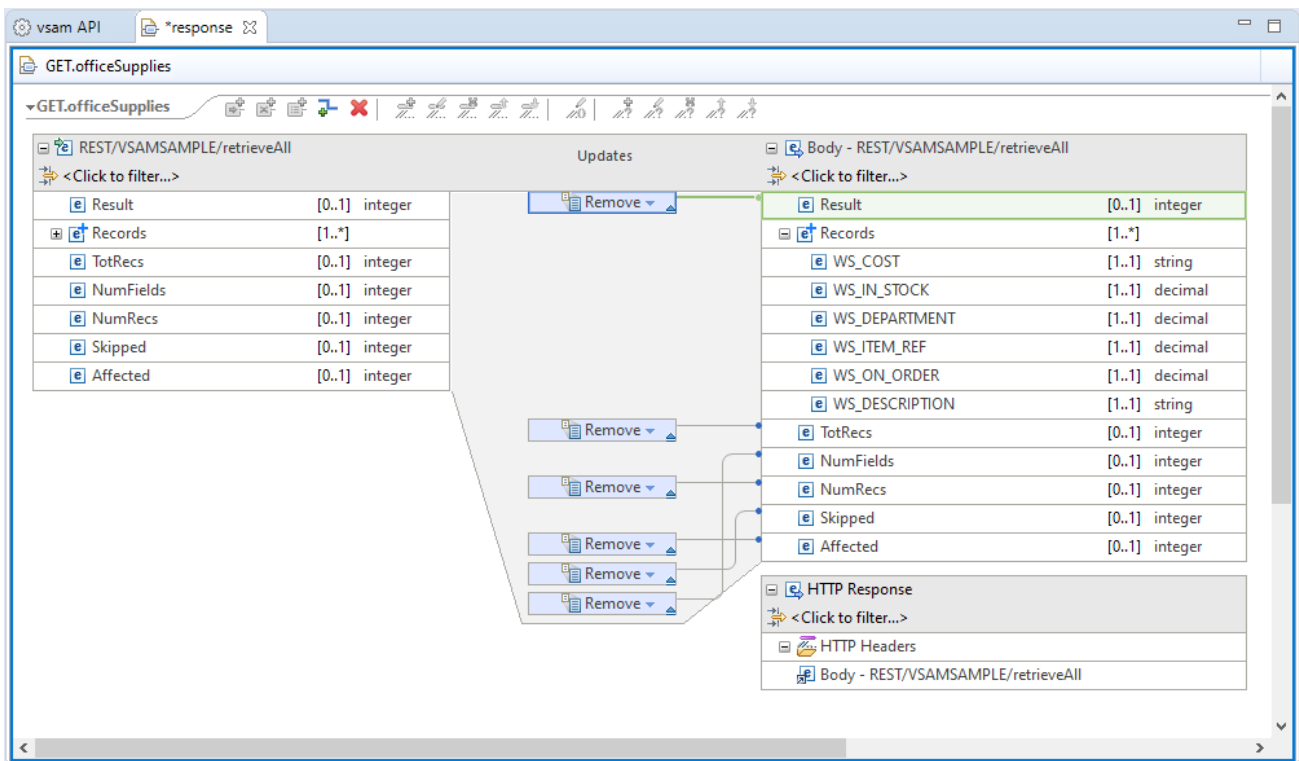 vsam API *response
GET.officeSupplies
GET.officeSupplies
REST/VSAMSAMPLE/retrieveAll
<Click to filter...>
Result [0..1] integer
Records [1..*]
TotRecs [0..1] integer
NumFields [0..1] integer
NumRecs [0..1] integer
Skipped [0..1] integer
Affected [0..1] integer
Updates
Remove
Remove
Remove
Remove
Remove
Remove
Body - REST/VSAMSAMPLE/retrieveAll
<Click to filter...>
Result [0..1] integer
Records [1..*]
WS_COST [1..1] string
WS_IN_STOCK [1..1] decimal
WS_DEPARTMENT [1..1] decimal
WS_ITEM_REF [1..1] decimal
WS_ON_ORDER [1..1] decimal
WS_DESCRIPTION [1..1] string
TotRecs [0..1] integer
NumFields [0..1] integer
NumRecs [0..1] integer
Skipped [0..1] integer
Affected [0..1] integer
HTTP Response
<Click to filter...>
HTTP Headers
Body - REST/VSAMSAMPLE/retrieveAll